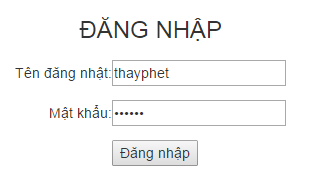 ĐĂNG NHẬP
Tên đăng nhật: thayphet
Mật khẩu: ••••••
Đăng nhập